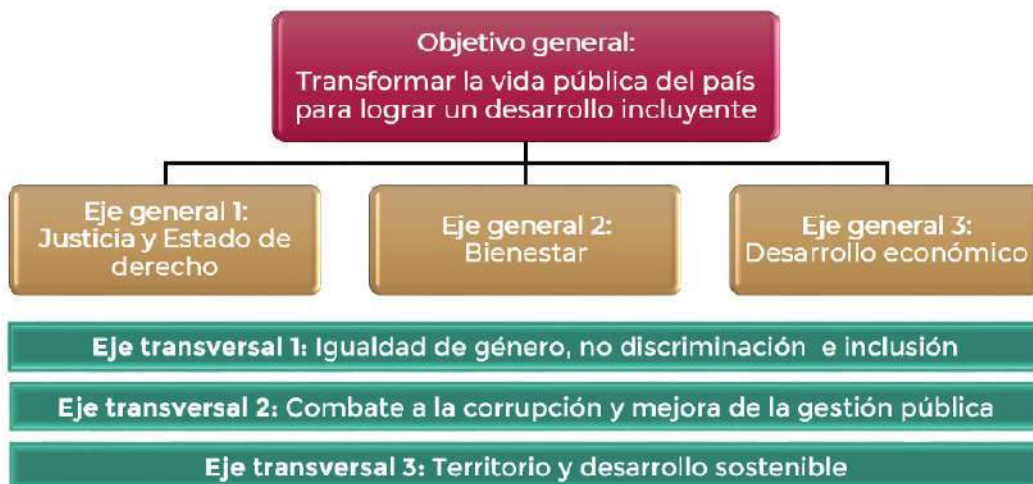 Objetivo general:
Transformar la vida pública del país
para lograr un desarrollo incluyente
Eje general 1:
Justicia y Estado de
derecho
Eje general 2:
Bienestar
Eje general 3:
Desarrollo económico
Eje transversal 1: Igualdad de género, no discriminación e inclusión
Eje transversal 2: Combate a la corrupción y mejora de la gestión pública
Eje transversal 3: Territorio y desarrollo sostenible